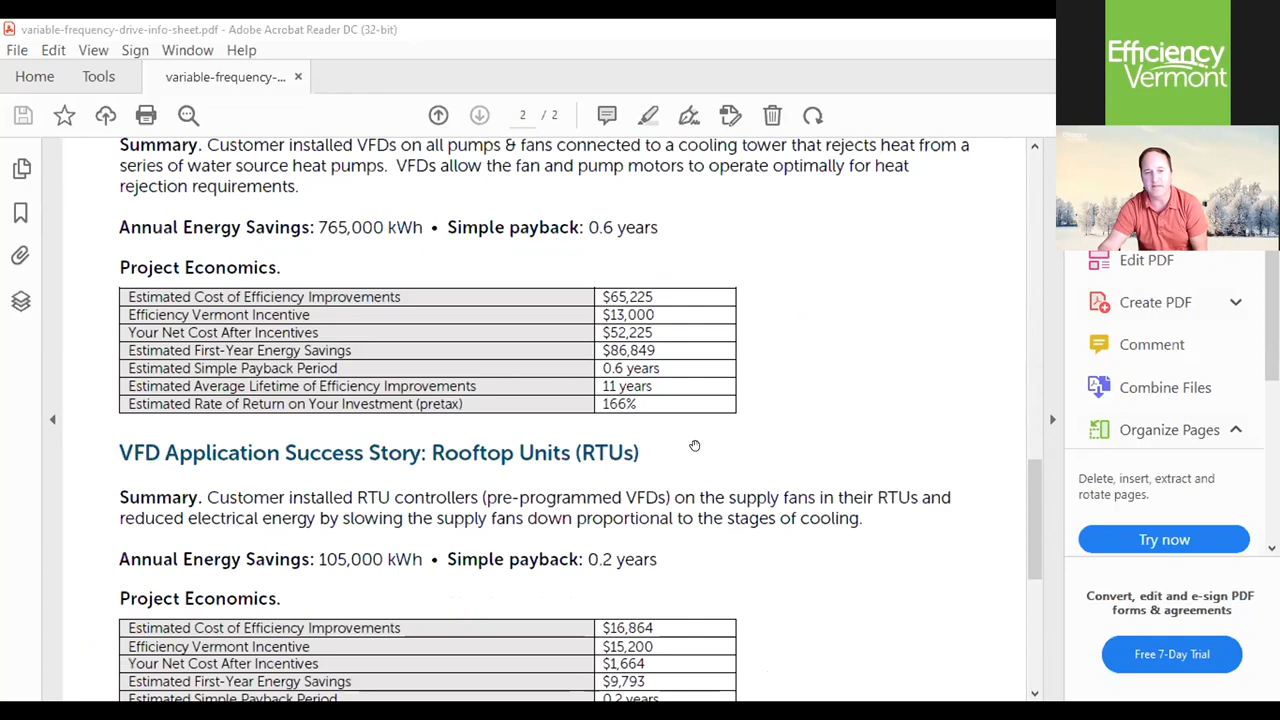 variable-frequency-drive-info-sheet.pdf - Adobe Acrobat Reader DC (32-bit)
File Edit View Sign Window Help
Home Tools variable-frequency-... ×
2 / 2
Efficiency
Vermont
Summary. Customer installed VFDs on all pumps & fans connected to a cooling tower that rejects heat from a
series of water source heat pumps. VFDs allow the fan and pump motors to operate optimally for heat
rejection requirements.
Annual Energy Savings: 765,000 kWh • Simple payback: 0.6 years
Project Economics.
Estimated Cost of Efficiency Improvements $65,225
Efficiency Vermont Incentive $13,000
Your Net Cost After Incentives $52,225
Estimated First-Year Energy Savings $86,849
Estimated Simple Payback Period 0.6 years
Estimated Average Lifetime of Efficiency Improvements 11 years
Estimated Rate of Return on Your Investment (pretax) 166%
VFD Application Success Story: Rooftop Units (RTUs)
Summary. Customer installed RTU controllers (pre-programmed VFDs) on the supply fans in their RTUs and
reduced electrical energy by slowing the supply fans down proportional to the stages of cooling.
Annual Energy Savings: 105,000 kWh • Simple payback: 0.2 years
Project Economics.
Estimated Cost of Efficiency Improvements $16,864
Efficiency Vermont Incentive $15,200
Your Net Cost After Incentives $1,664
Estimated First-Year Energy Savings $9,793
Estimated Simple Payback Period 0.2 years
Edit PDF
Create PDF
Comment
Combine Files
Organize Pages
Delete, insert, extract and
rotate pages.
Try now
Convert, edit and e-sign PDF
forms & agreements
Free 7-Day Trial